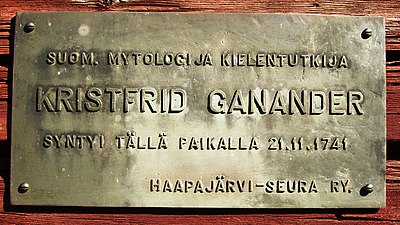 SUOM. MYTOLOGI JA KIELENTUTKIJA
KRISTFRID GANANDER
SYNTYI TÄLLÄ PAIKALLA 21.11.1741
HAAPAJÄRVI-SEURA RY.